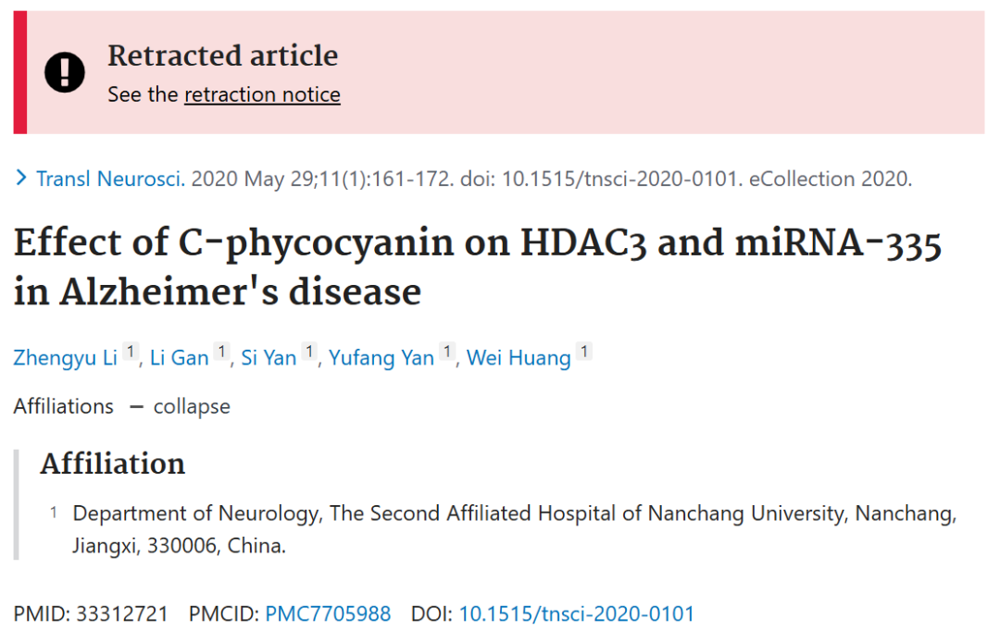 Retracted article
See the retraction notice
Transl Neurosci. 2020 May 29;11(1):161-172. doi: 10.1515/tnsci-2020-0101. eCollection 2020.
Effect of C-phycocyanin on HDAC3 and miRNA-335
in Alzheimer's disease
Zhengyu Li 1, Li Gan 1, Si Yan 1, Yufang Yan 1, Wei Huang 1
Affiliations – collapse
Affiliation
1 Department of Neurology, The Second Affiliated Hospital of Nanchang University, Nanchang,
Jiangxi, 330006, China.
PMID: 33312721 PMCID: PMC7705988 DOI: 10.1515/tnsci-2020-0101